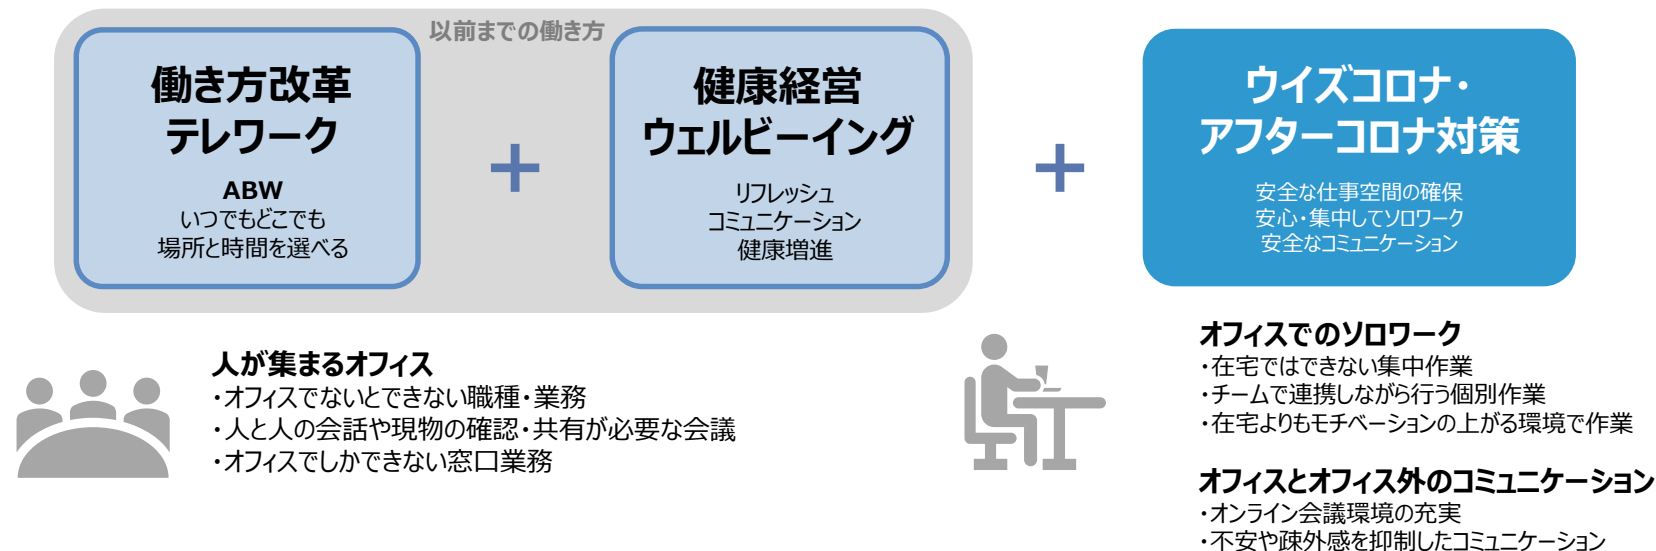 以前までの働き方
働き方改革
テレワーク
ABW
いつでもどこでも
場所と時間を選べる
+
健康経営
ウェルビーイング
リフレッシュ
コミュニケーション
健康増進
+
ウイズコロナ・
アフターコロナ対策
安全な仕事空間の確保
安心・集中してソロワーク
安全なコミュニケーション
人が集まるオフィス
・オフィスでないとできない職種・業務
・人と人の会話や現物の確認・共有が必要な会議
・オフィスでしかできない窓口業務
オフィスでのソロワーク
・在宅ではできない集中作業
・チームで連携しながら行う個別作業
・在宅よりもモチベーションの上がる環境で作業
オフィスとオフィス外のコミュニケーション
・オンライン会議環境の充実
・不安や疎外感を抑制したコミュニケーション